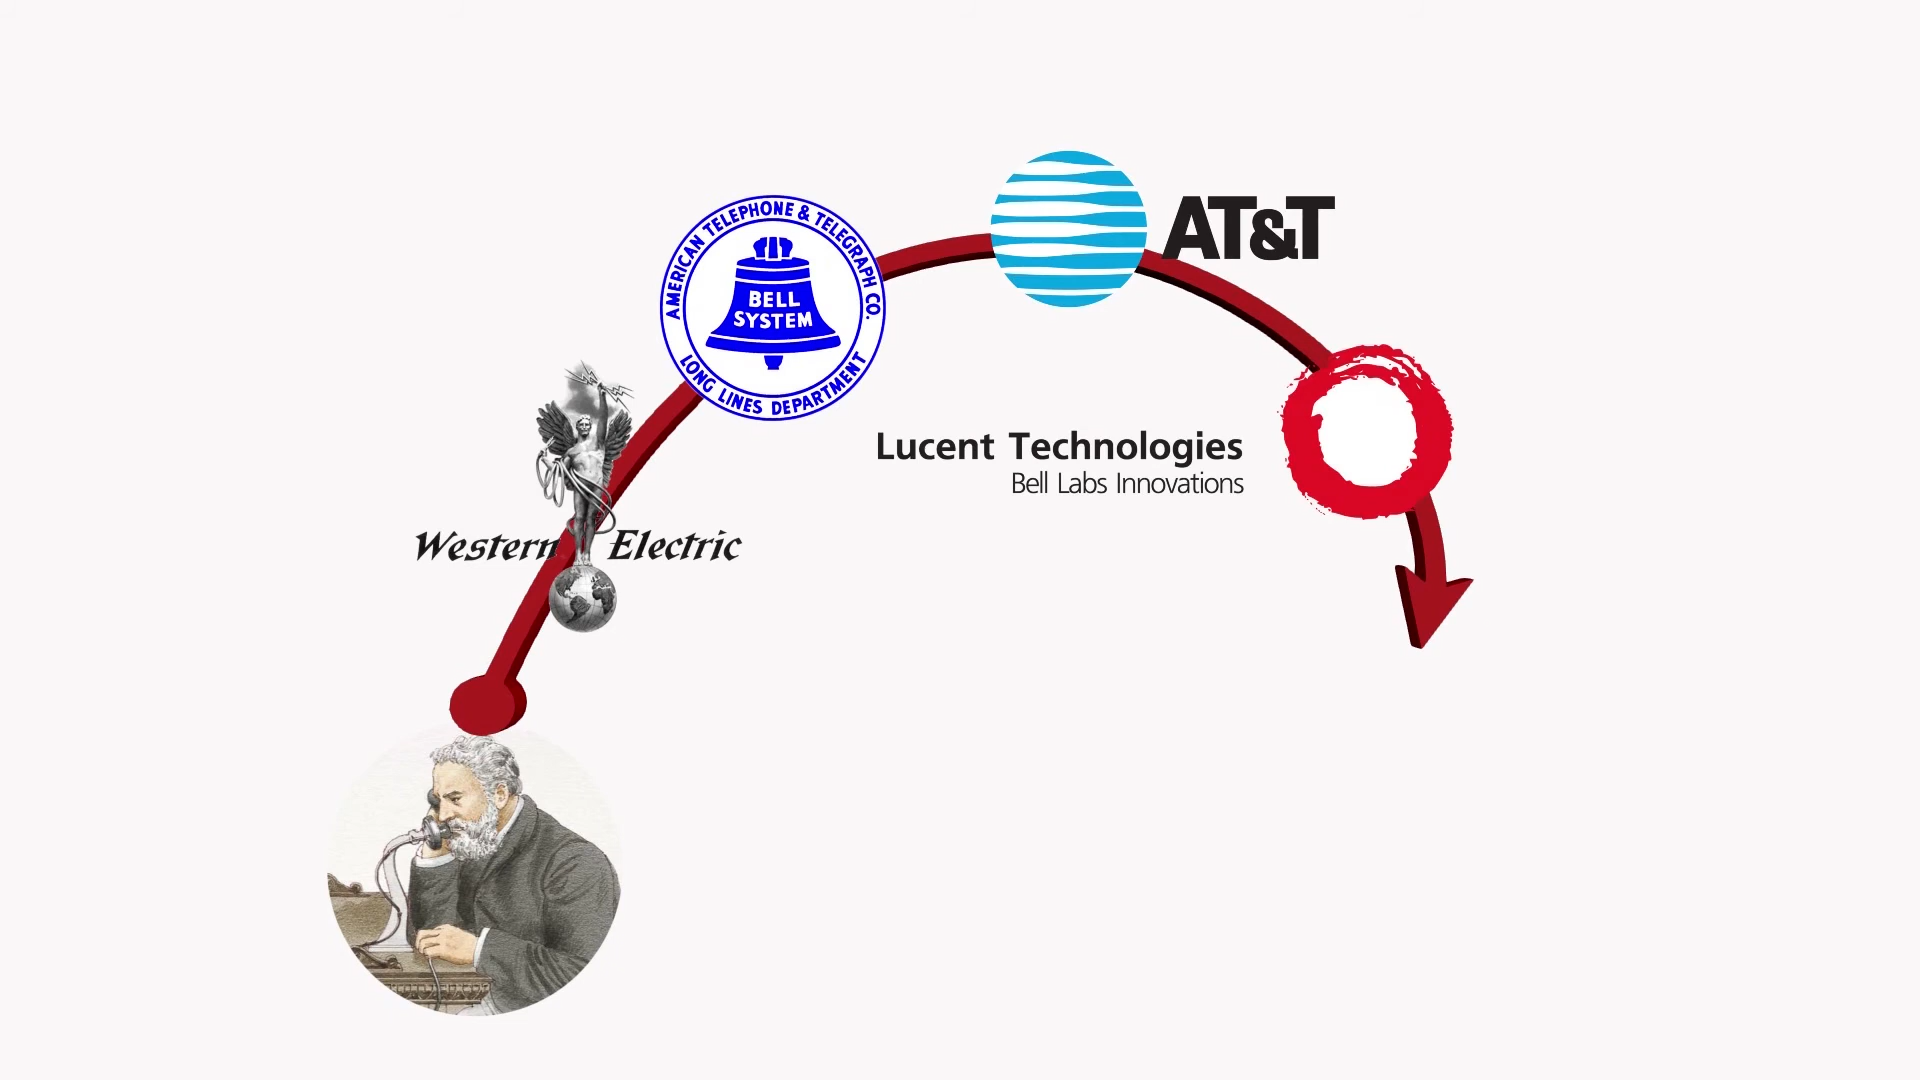 AT&T
AMERICAN TELEPHONE & TELEGRAPH CO.
BELL
SYSTEM
LONG LINES DEPARTMENT
Lucent Technologies
Bell Labs Innovations
Western Electric